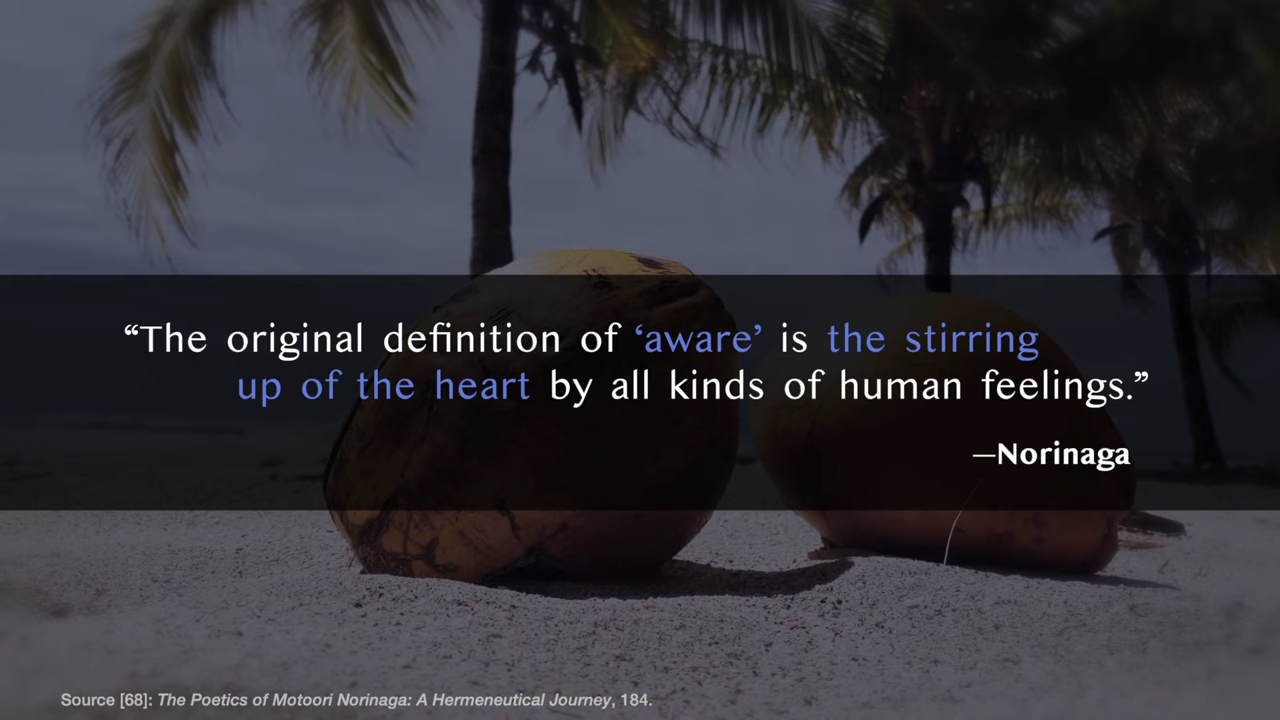 “The original definition of ‘aware’ is the stirring
up of the heart by all kinds of human feelings.”
—Norinaga
Source [68]: The Poetics of Motoori Norinaga: A Hermeneutical Journey, 184.